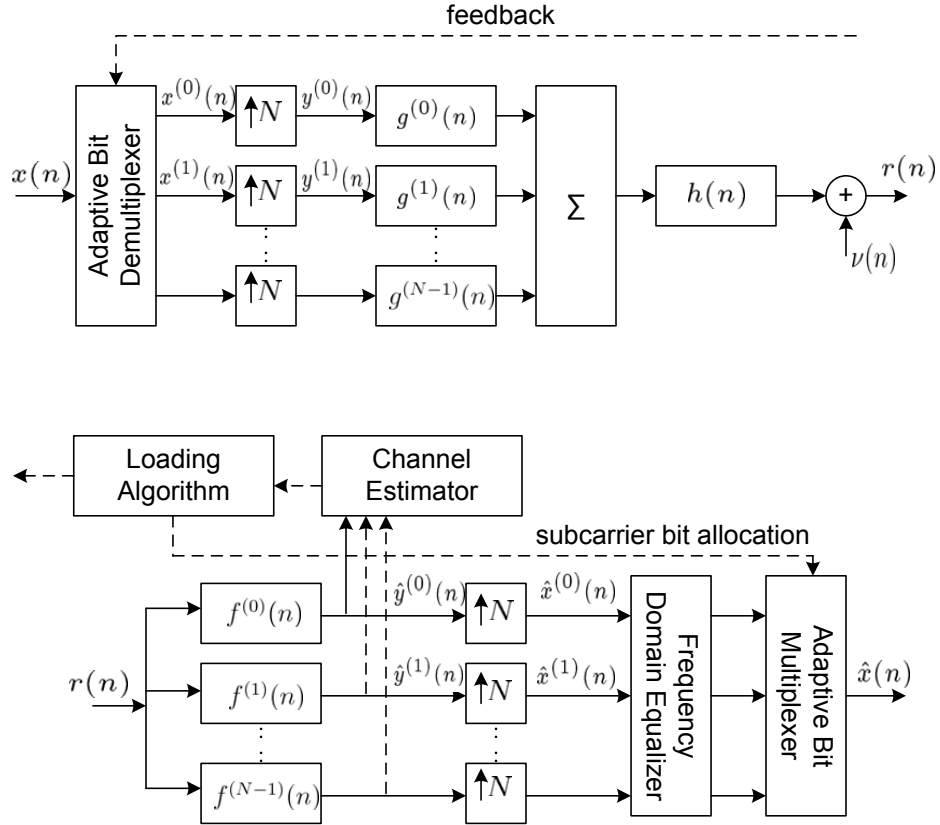 feedback
x(n)
Adaptive Bit
Demultiplexer
x^{(0)}(n)
↑N
y^{(0)}(n)
g^{(0)}(n)
x^{(1)}(n)
↑N
y^{(1)}(n)
g^{(1)}(n)
↑N
g^{(N−1)}(n)
Σ
h(n)
+
r(n)
ν(n)
Loading
Algorithm
Channel
Estimator
subcarrier bit allocation
r(n)
f^{(0)}(n)
ŷ^{(0)}(n)
↑N
x̂^{(0)}(n)
f^{(1)}(n)
ŷ^{(1)}(n)
↑N
x̂^{(1)}(n)
f^{(N−1)}(n)
↑N
Frequency
Domain Equalizer
Adaptive Bit
Multiplexer
x̂(n)